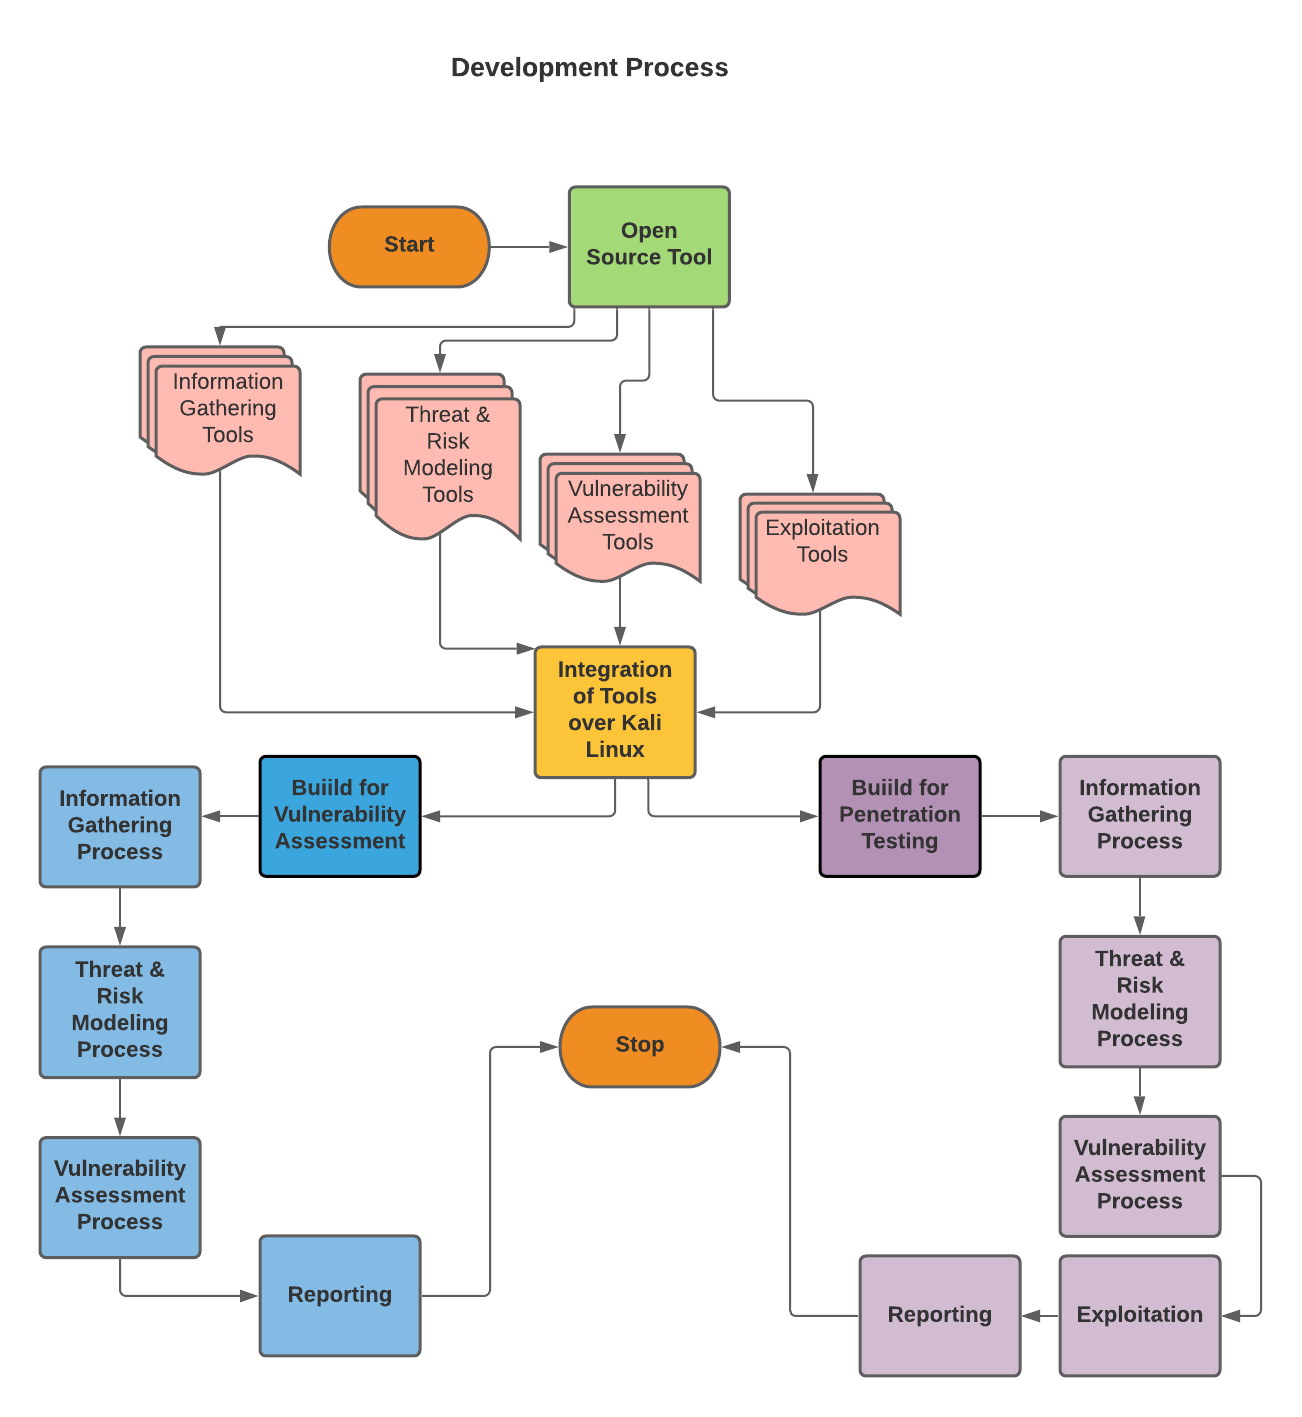 Development Process
Start
Open
Source Tool
Information
Gathering
Tools
Threat &
Risk
Modeling
Tools
Vulnerability
Assessment
Tools
Exploitation
Tools
Integration
of Tools
over Kali
Linux
Information
Gathering
Process
Buiild for
Vulnerability
Assessment
Buiild for
Penetration
Testing
Information
Gathering
Process
Threat &
Risk
Modeling
Process
Stop
Threat &
Risk
Modeling
Process
Vulnerability
Assessment
Process
Vulnerability
Assessment
Process
Reporting
Reporting
Exploitation